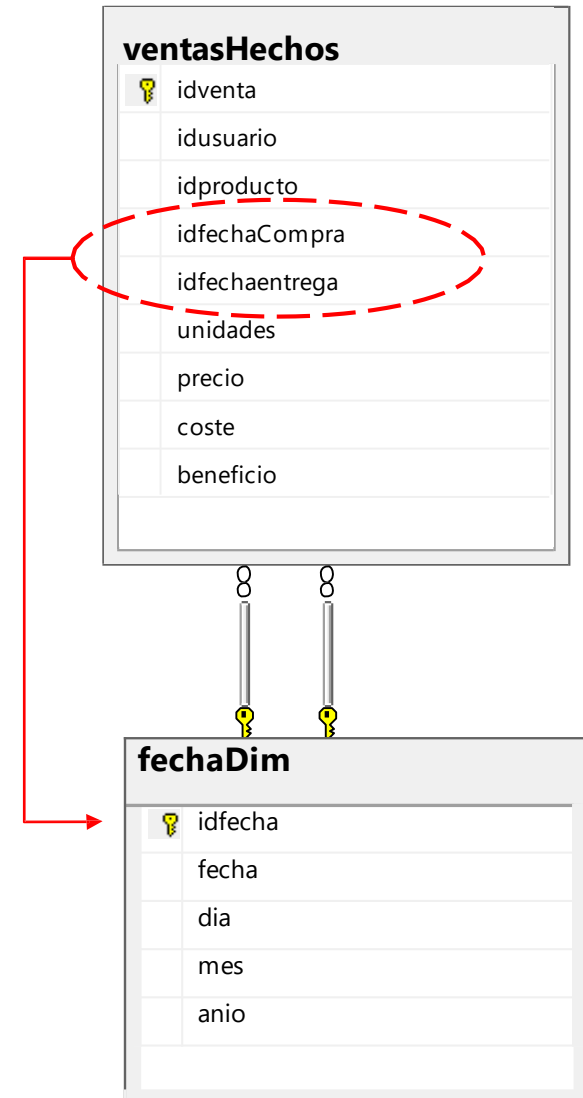 ventasHechos
idventa
idusuario
idproducto
idfechaCompra
idfechaentrega
unidades
precio
coste
beneficio
fechaDim
idfecha
fecha
dia
mes
anio